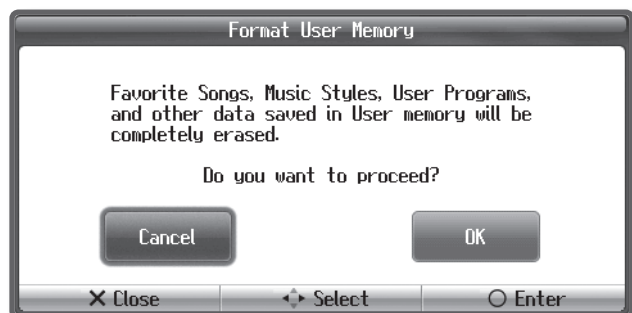 Format User Memory
Favorite Songs, Music Styles, User Programs,
and other data saved in User memory will be
completely erased.
Do you want to proceed?
Cancel
OK
Close
Select
Enter